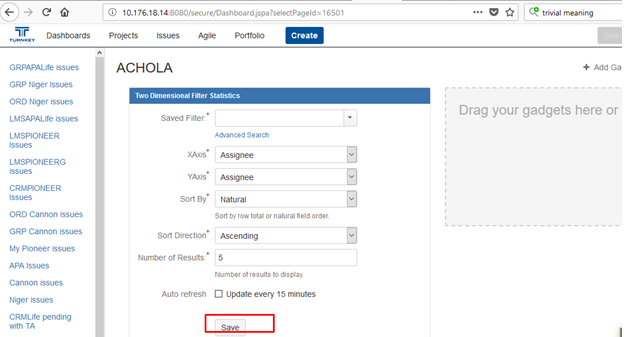 10.176.18.14:8080/secure/Dashboard.jspa?selectPageId=16501
trivial meaning
TURNKEY
Dashboards Projects Issues Agile Portfolio Create
GRPAPALife issues
GRP Niger Issues
ORD Niger issues
LMSAPALife issues
LMSPIONEER
Issues
LMSPIONEERG
Issues
CRMPIONEER
Issues
ORD Cannon issues
GRP Cannon issues
My Pioneer issues
APA Issues
Cannon issues
Niger issues
CRMLife pending
with TA
ACHOLA
Add Ga
Two Dimensional Filter Statistics
Saved Filter:*
Advanced Search
XAxis* Assignee
YAxis* Assignee
Sort By* Natural
Sort by row total or natural field order.
Sort Direction* Ascending
Number of Results:* 5
Number of results to display.
Auto refresh Update every 15 minutes
Save
Drag your gadgets here or